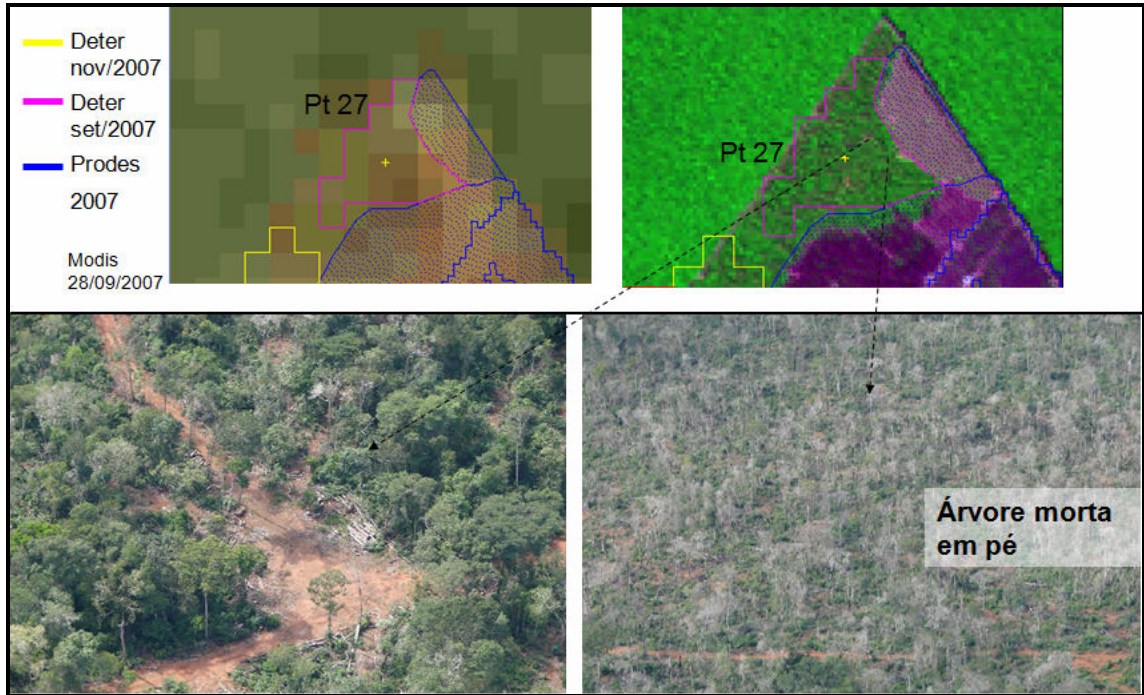 Deter
nov/2007
Deter
set/2007
Prodes
2007
Modis
28/09/2007
Pt 27
Pt 27
Árvore morta
em pé